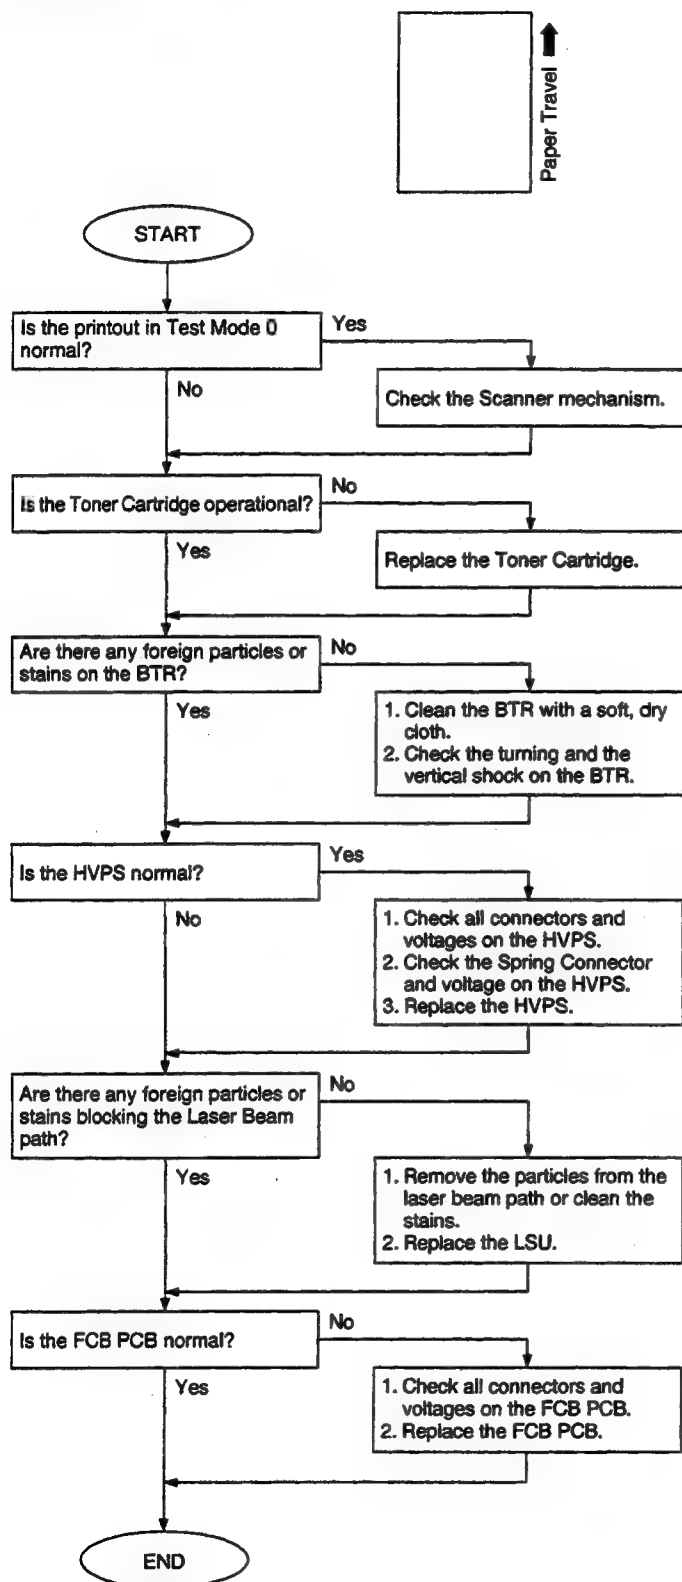 Paper Travel
START
Is the printout in Test Mode 0
normal?
Yes
No
Check the Scanner mechanism.
Is the Toner Cartridge operational?
No
Yes
Replace the Toner Cartridge.
Are there any foreign particles or
stains on the BTR?
No
Yes
1. Clean the BTR with a soft, dry
cloth.
2. Check the turning and the
vertical shock on the BTR.
Is the HVPS normal?
Yes
No
1. Check all connectors and
voltages on the HVPS.
2. Check the Spring Connector
and voltage on the HVPS.
3. Replace the HVPS.
Are there any foreign particles or
stains blocking the Laser Beam
path?
No
Yes
1. Remove the particles from the
laser beam path or clean the
stains.
2. Replace the LSU.
Is the FCB PCB normal?
No
Yes
1. Check all connectors and
voltages on the FCB PCB.
2. Replace the FCB PCB.
END